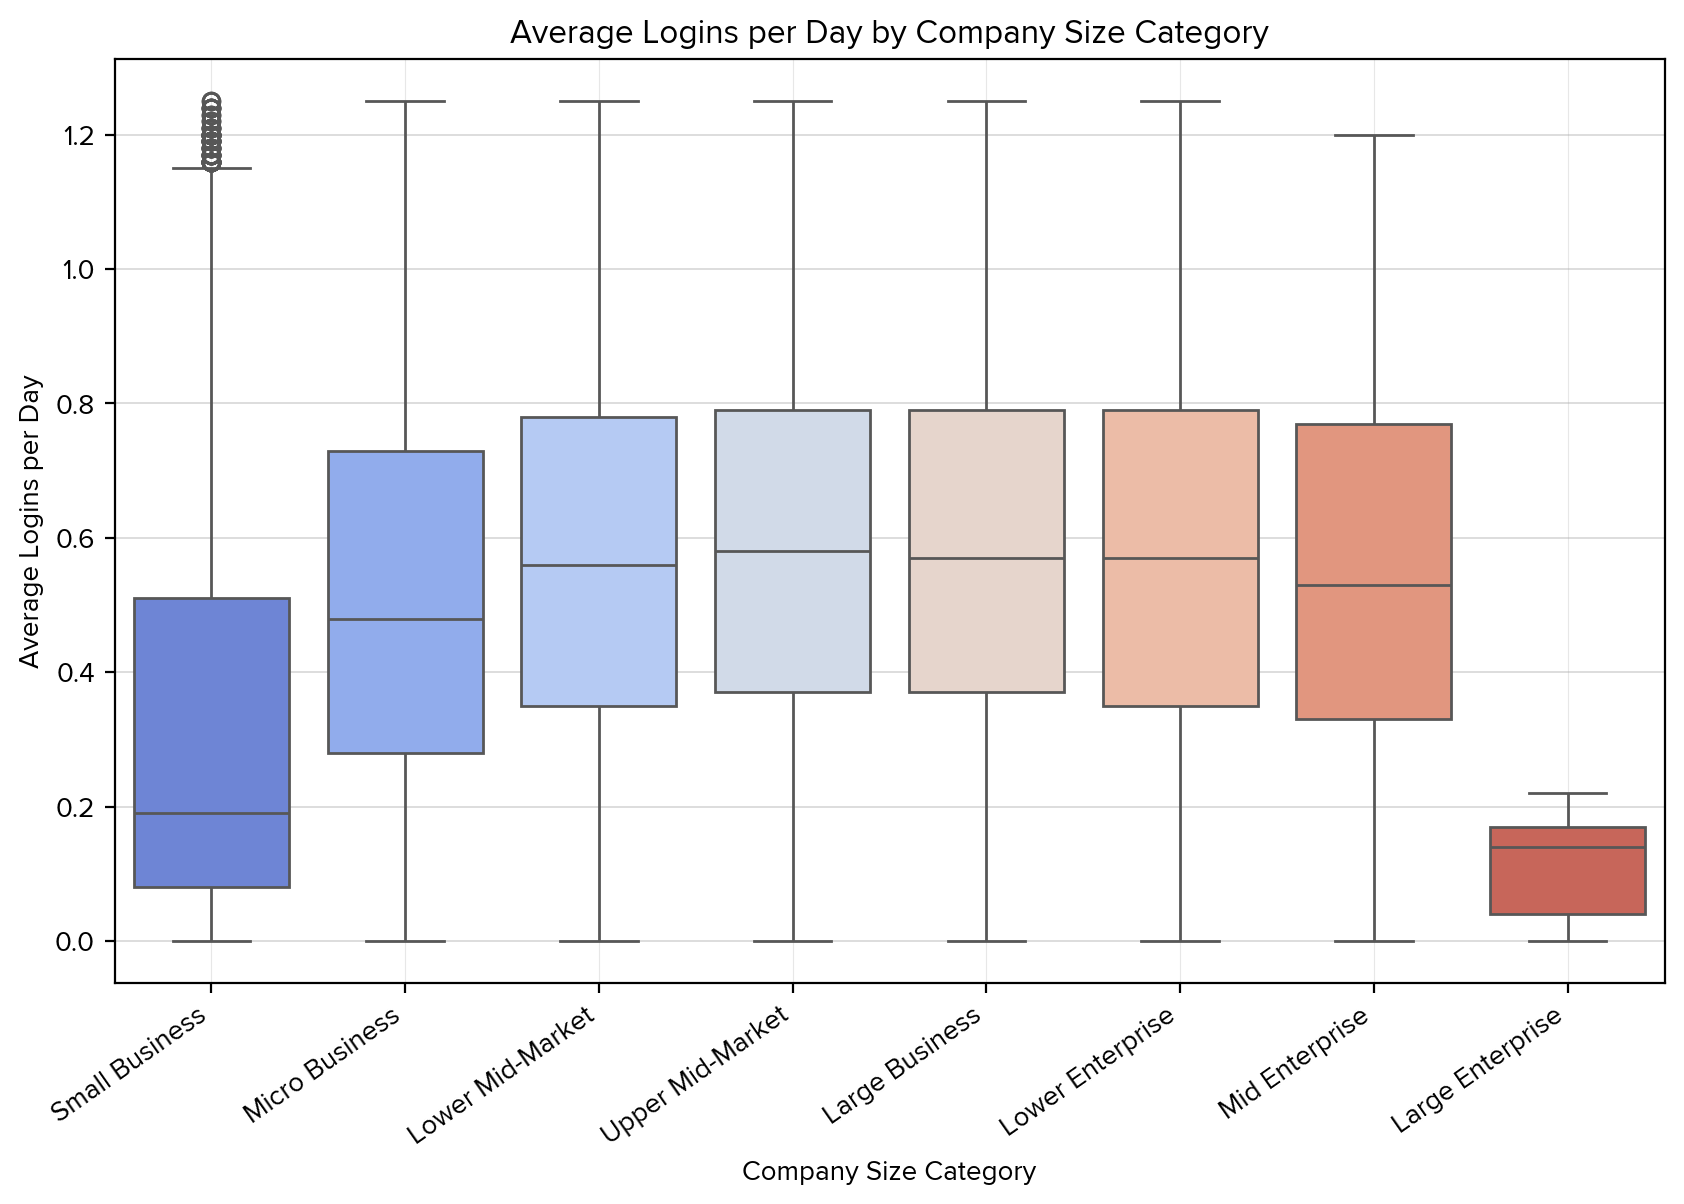 Average Logins per Day by Company Size Category
Average Logins per Day
1.2
1.0
0.8
0.6
0.4
0.2
0.0
Small Business
Micro Business
Lower Mid-Market
Upper Mid-Market
Large Business
Lower Enterprise
Mid Enterprise
Large Enterprise
Company Size Category